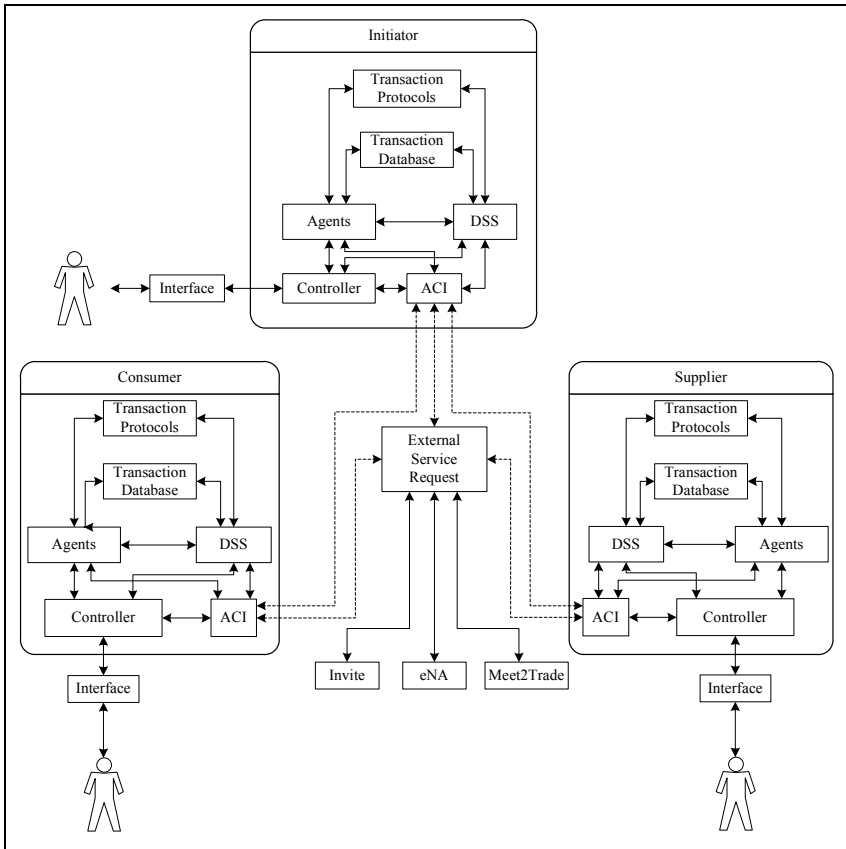 Initiator
Transaction
Protocols
Transaction
Database
Agents
DSS
Interface
Controller
ACI
Consumer
Transaction
Protocols
Transaction
Database
Agents
DSS
Controller
ACI
Interface
External
Service
Request
Invite
eNA
Meet2Trade
Supplier
Transaction
Protocols
Transaction
Database
DSS
Agents
ACI
Controller
Interface